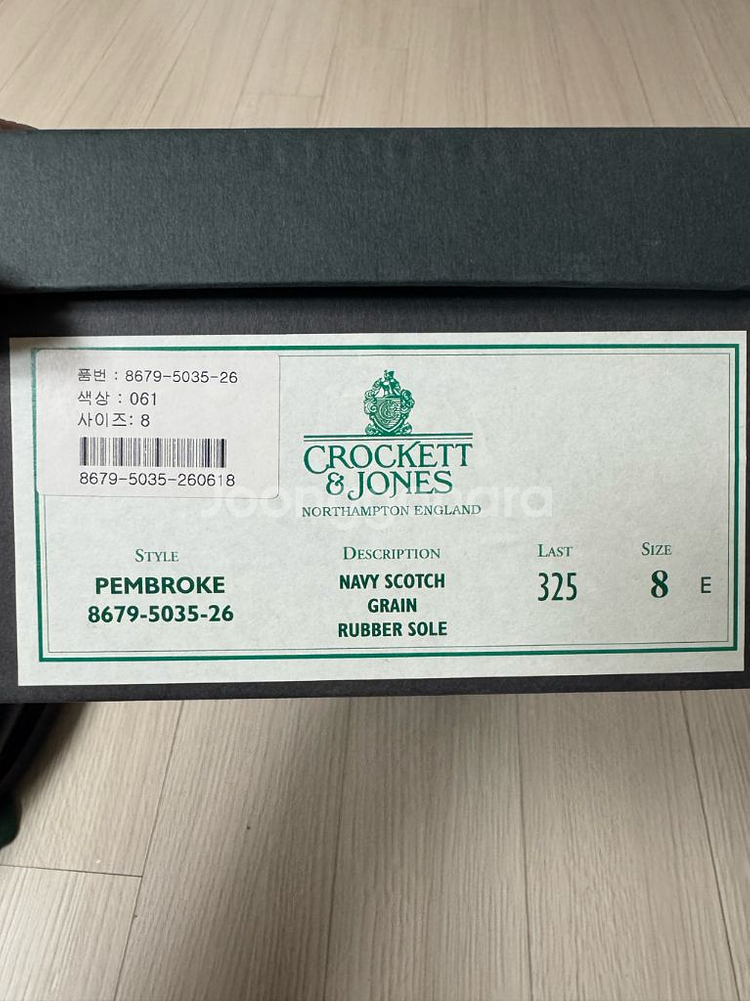 품번 : 8679-5035-26
색상 : 061
사이즈: 8
8679-5035-260618
CROCKETT
& JONES
NORTHAMPTON ENGLAND
Joonggonara
STYLE
PEMBROKE
8679-5035-26
DESCRIPTION
NAVY SCOTCH
GRAIN
RUBBER SOLE
LAST
325
SIZE
8 E